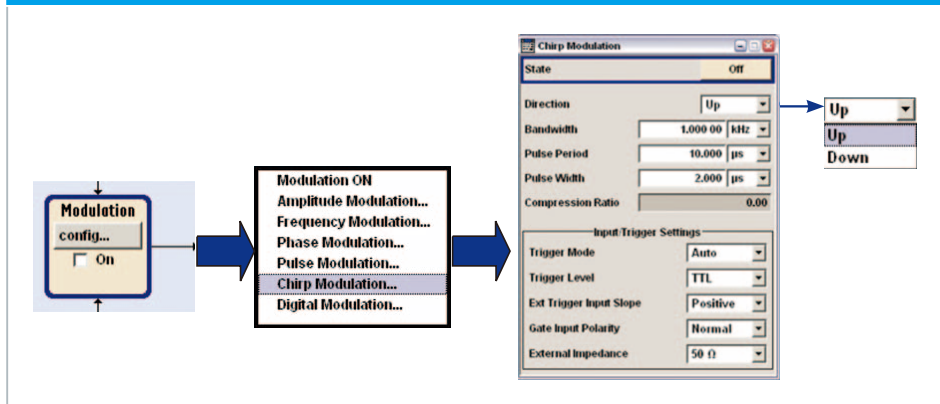 Modulation
config...
On
Modulation ON
Amplitude Modulation...
Frequency Modulation...
Phase Modulation...
Pulse Modulation...
Chirp Modulation...
Digital Modulation...
Chirp Modulation
State Off
Direction Up
Bandwidth 1.000 00 kHz
Pulse Period 10.000 µs
Pulse Width 2.000 µs
Compression Ratio 0.00
Input/Trigger Settings
Trigger Mode Auto
Trigger Level TTL
Ext Trigger Input Slope Positive
Gate Input Polarity Normal
External Impedance 50 Ω
Up
Up
Down